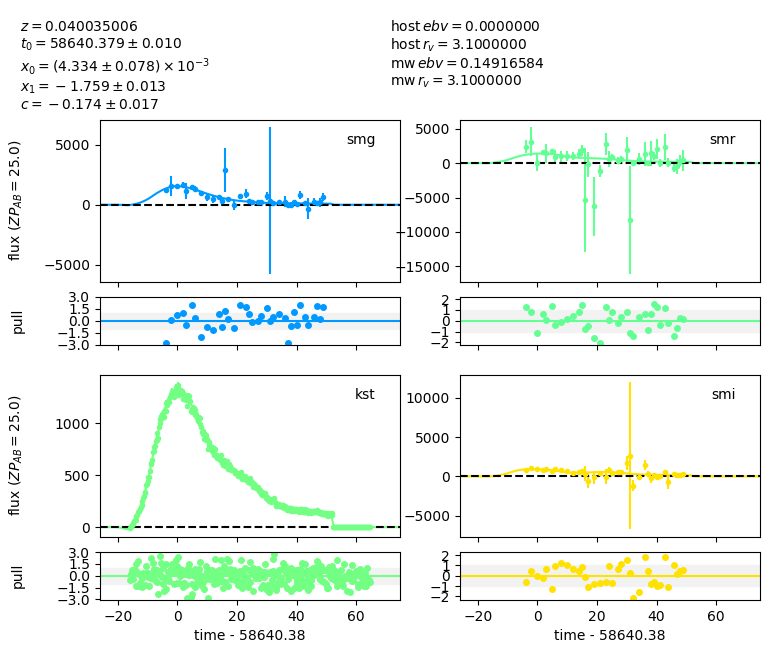 z = 0.040035006
t₀ = 58640.379 ± 0.010
x₀ = (4.334 ± 0.078) × 10⁻³
x₁ = −1.759 ± 0.013
c = −0.174 ± 0.017
host ebv = 0.0000000
host r_v = 3.1000000
mw ebv = 0.14916584
mw r_v = 3.1000000
smg
5000
0
−5000
flux (ZP_AB = 25.0)
smr
5000
0
−5000
−10000
−15000
3.0
1.5
0.0
−1.5
−3.0
pull
2
1
0
−1
−2
kst
1000
500
0
flux (ZP_AB = 25.0)
smi
10000
5000
0
−5000
3.0
1.5
0.0
−1.5
−3.0
pull
2
1
0
−1
−2
−20 0 20 40 60
time - 58640.38
−20 0 20 40 60
time - 58640.38